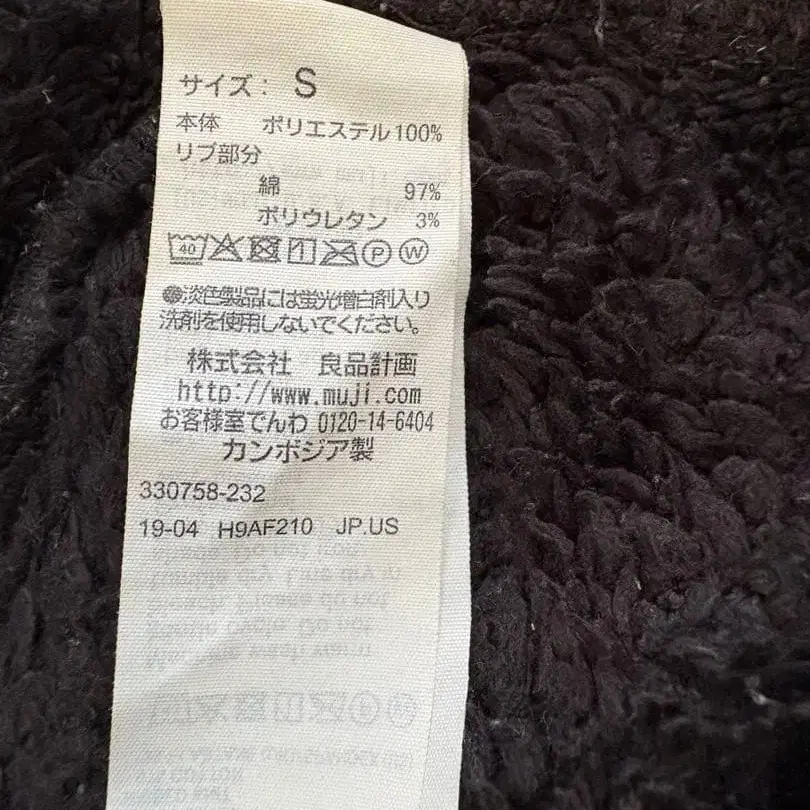 サイズ: S
本体 ポリエステル100%
リブ部分
綿 97%
ポリウレタン 3%
40 P W
●淡色製品には蛍光増白剤入り
洗剤を使用しないでください。
株式会社 良品計画
http://www.muji.com
お客様室でんわ 0120-14-6404
カンボジア製
330758-232
19-04 H9AF210 JP.US